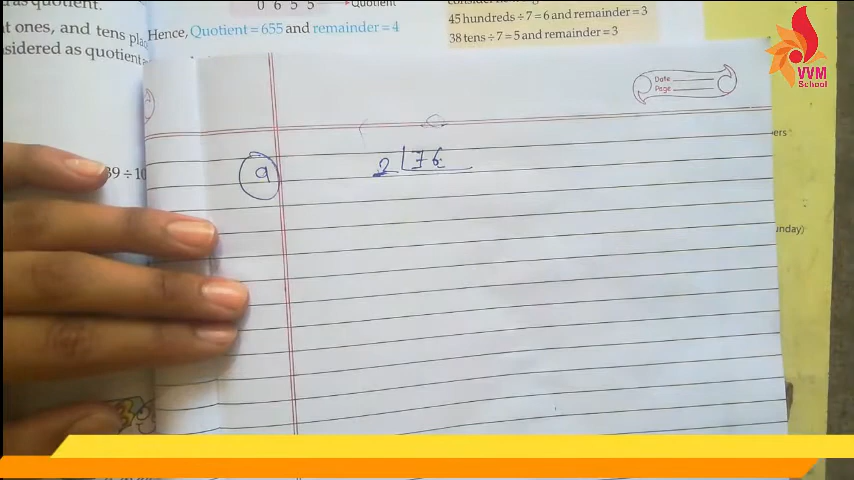 as quotient.
0 6 5 5 Quotient
45 hundreds ÷ 7 = 6 and remainder = 3
t ones, and tens pla
Hence, Quotient = 655 and remainder = 4
38 tens ÷ 7 = 5 and remainder = 3
sidered as quotient
VVM
School
Date
Page
ers
9
2 76
39 ÷ 10
unday)